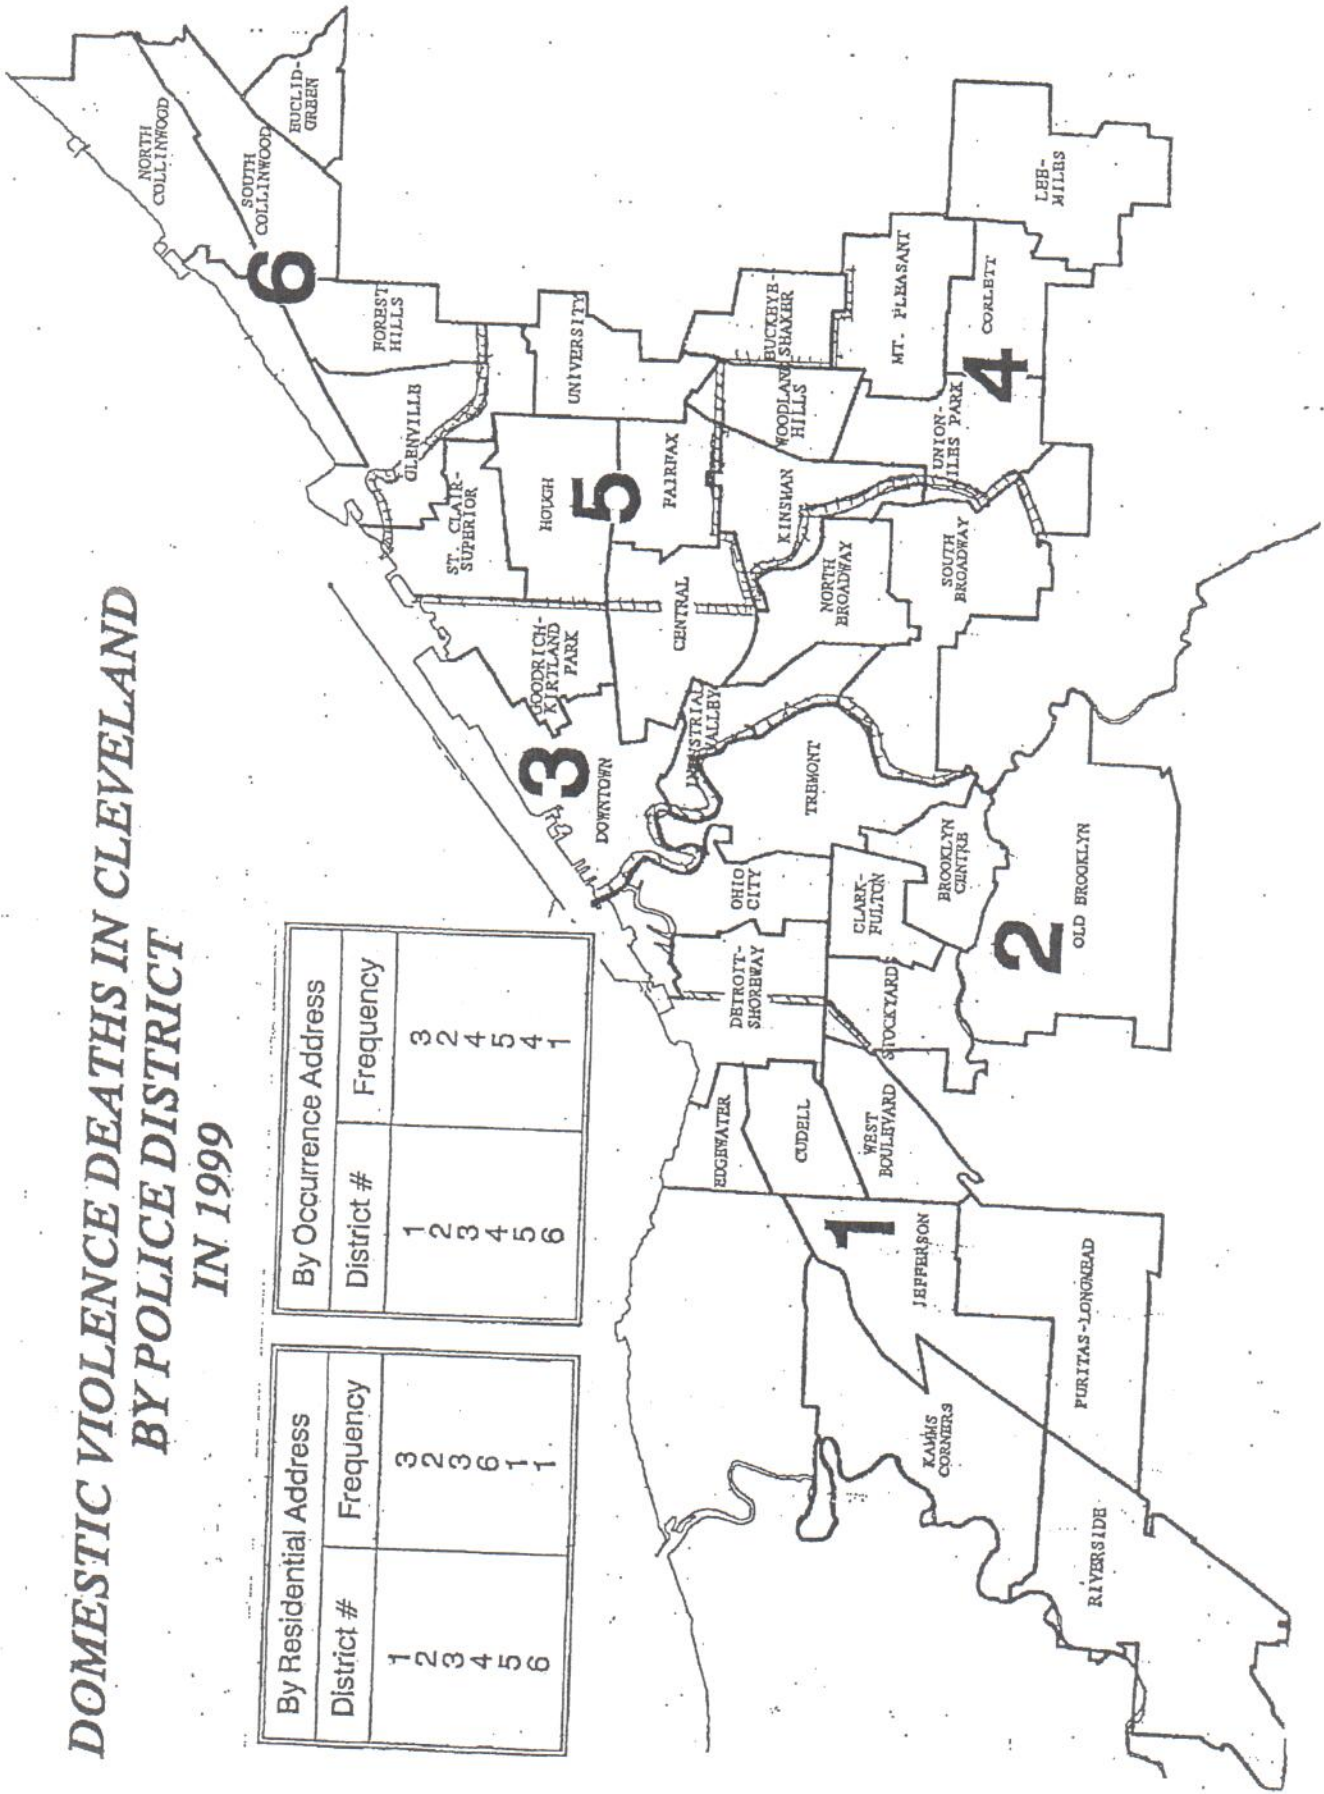 DOMESTIC VIOLENCE DEATHS IN CLEVELAND
BY POLICE DISTRICT
IN 1999
By Residential Address
District # Frequency
1 3
2 2
3 3
4 6
5 1
6 1
By Occurrence Address
District # Frequency
1 3
2 2
3 4
4 5
5 4
6 1
NORTH
COLLINWOOD
SOUTH
COLLINWOOD
EUCLID-
GREEN
6
FOREST
HILLS
GLENVILLE
ST. CLAIR-
SUPERIOR
UNIVERSITY
HOUGH
5
FAIRFAX
GOODRICH-
KIRTLAND
PARK
CENTRAL
3
DOWNTOWN
INDUSTRIAL
VALLEY
BUCKEYE-
SHAKER
WOODLAND
HILLS
KINSMAN
NORTH
BROADWAY
SOUTH
BROADWAY
MT. PLEASANT
LEE-
MILES
CORLETT
4
UNION-
MILES PARK
TREMONT
OHIO
CITY
DETROIT-
SHOREWAY
CLARK-
FULTON
BROOKLYN
CENTRE
STOCKYARDS
2
OLD BROOKLYN
EDGEWATER
CUDELL
WEST
BOULEVARD
1
JEFFERSON
PURITAS-LONGMEAD
KAMMS
CORNERS
RIVERSIDE